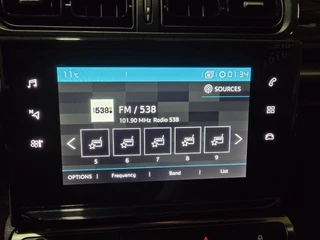 11°c 01:34
SOURCES
538 FM / 538
101.90 MHz Radio 538
5 6 7 8 9
OPTIONS Frequency Band List